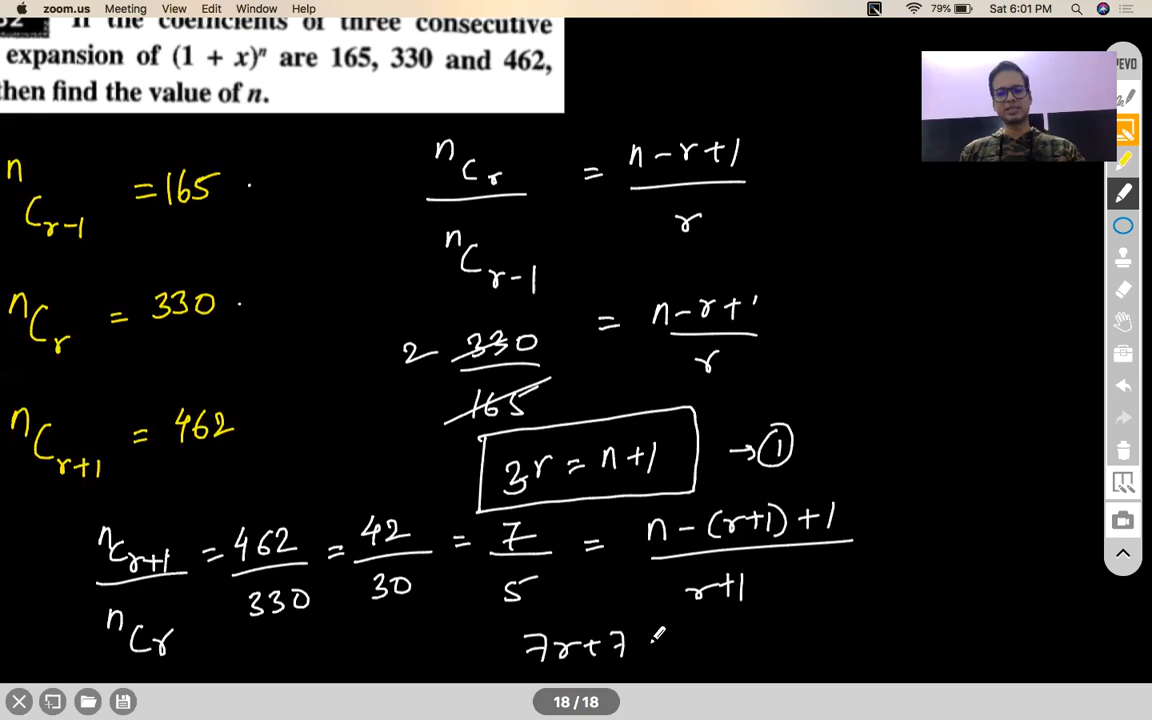 zoom.us Meeting View Edit Window Help 79% Sat 6:01 PM
If the coefficients of three consecutive
expansion of (1 + x)ⁿ are 165, 330 and 462,
then find the value of n.
ⁿCᵣ₋₁ = 165
ⁿCᵣ = 330
ⁿCᵣ₊₁ = 462
ⁿCᵣ / ⁿCᵣ₋₁ = n-r+1 / r
2 330 / 165 = n-r+1 / r
3r = n+1 → ①
ⁿCᵣ₊₁ / ⁿCᵣ = 462 / 330 = 42 / 30 = 7 / 5 = n-(r+1)+1 / r+1
7r+7
18 / 18